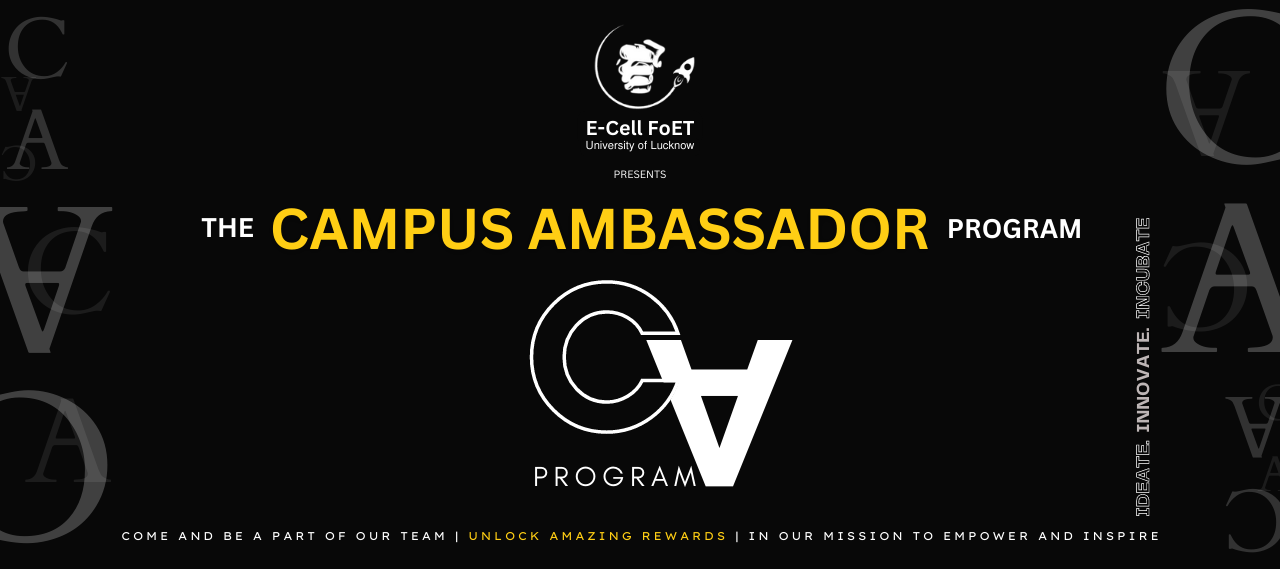 E-Cell FoET
University of Lucknow
PRESENTS
THE CAMPUS AMBASSADOR PROGRAM
CA
PROGRAM
IDEATE. INNOVATE. INCUBATE
COME AND BE A PART OF OUR TEAM | UNLOCK AMAZING REWARDS | IN OUR MISSION TO EMPOWER AND INSPIRE
C
A
C
A
A
C
C
A
C
A
A
C
C
A
A
C